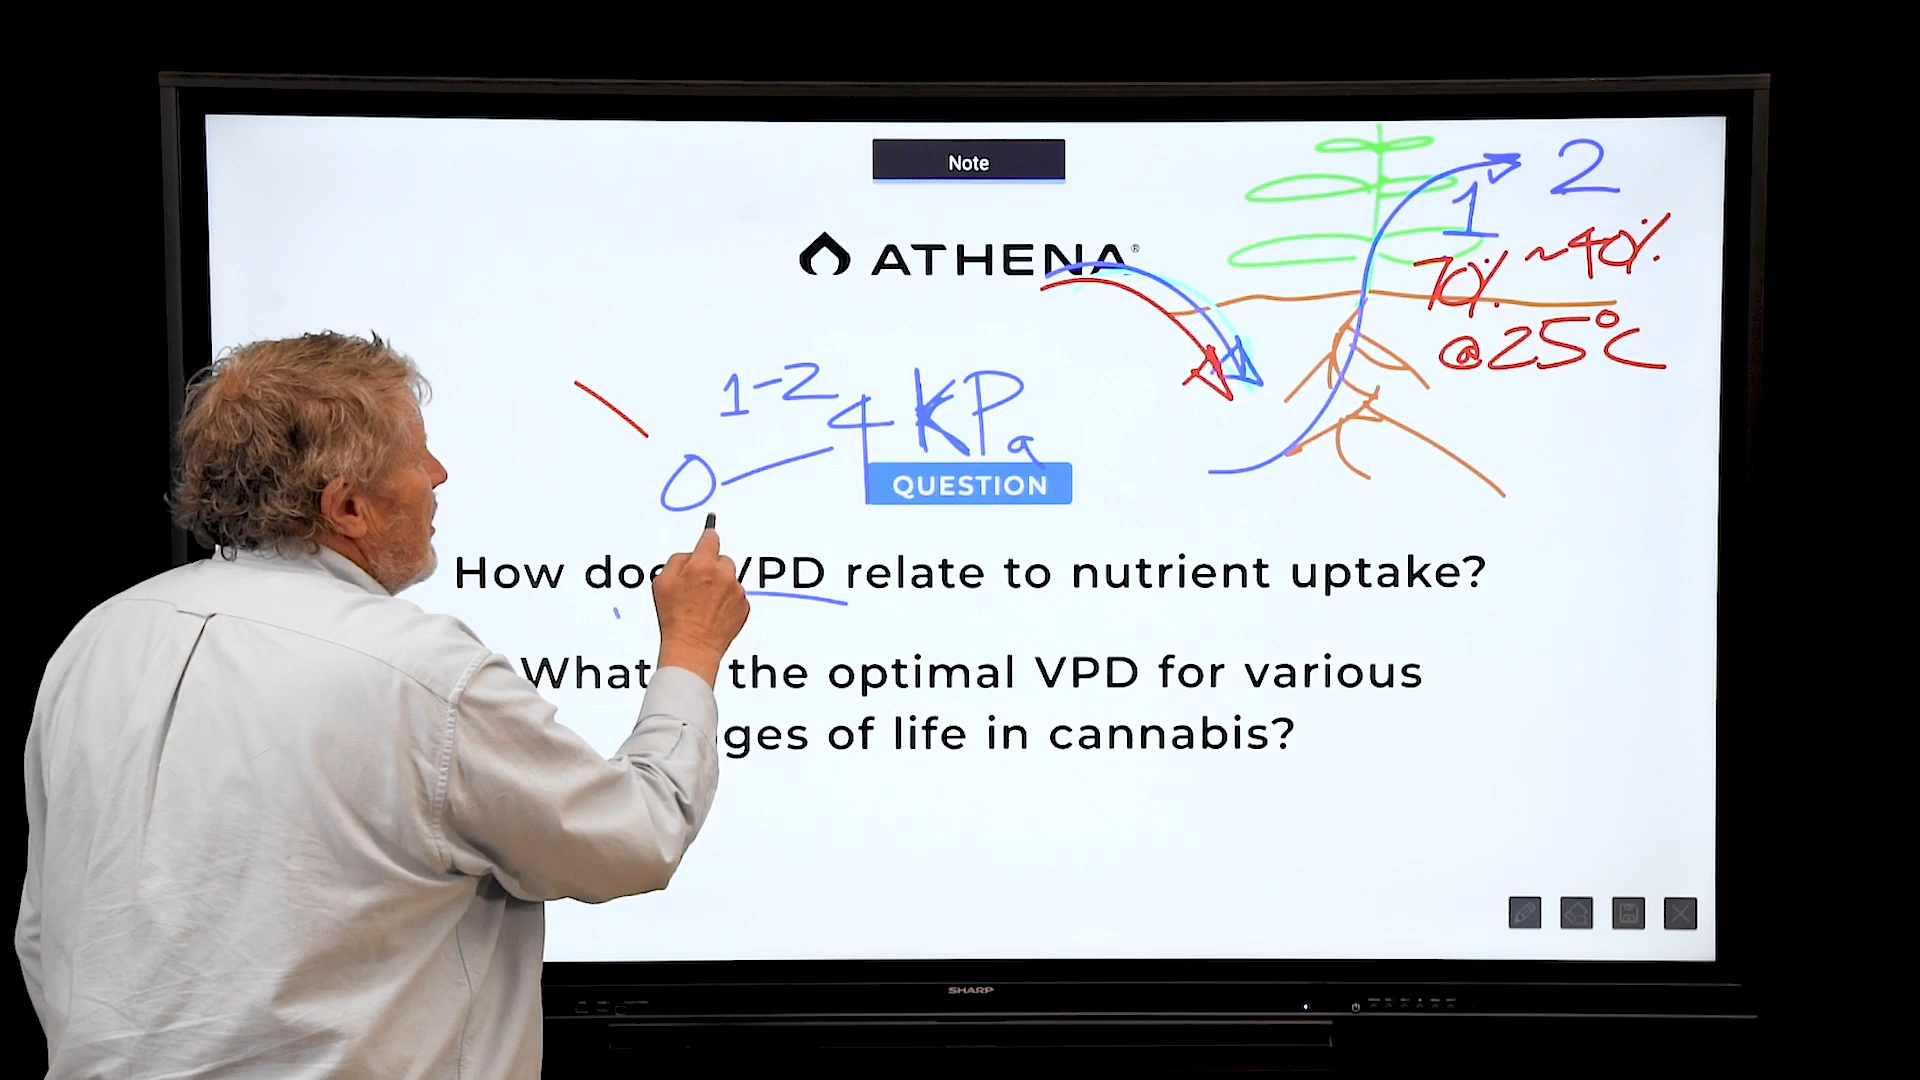 Note
2
1
ATHENA®
70% ~40%
@25°C
1-2
4 KPa
0
QUESTION
How doe VPD relate to nutrient uptake?
What the optimal VPD for various
ges of life in cannabis?
SHARP